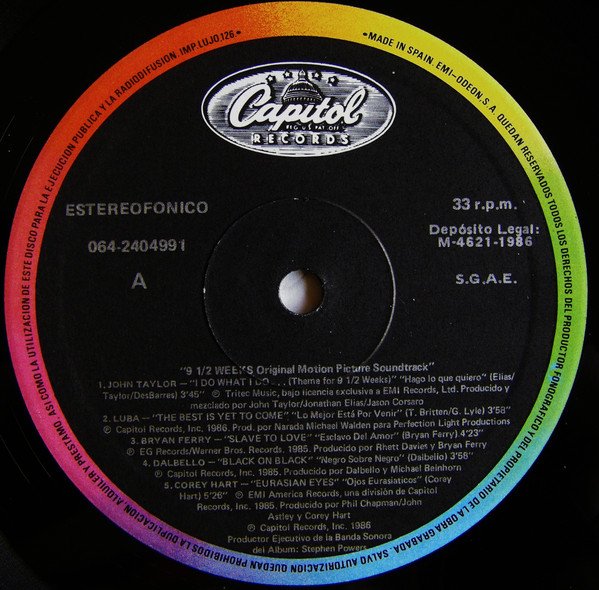 • MADE IN SPAIN. EMI-ODEON, S. A. QUEDAN RESERVADOS TODOS LOS DERECHOS DEL PRODUCTOR FONOGRAFICO Y DEL PROPIETARIO DE LA OBRA GRABADA. SALVO AUTORIZACION QUEDAN PROHIBIDOS LA DUPLICACION, ALQUILER Y PRESTAMO, ASI COMO LA UTILIZACION DE ESTE DISCO PARA LA EJECUCION PUBLICA Y LA RADIODIFUSION. IMP. LUJO, 126. •
Capitol
REG. U.S. PAT. OFF.
RECORDS
ESTEREOFONICO
33 r.p.m.
064-2404991
Depósito Legal:
M-4621-1986
A
S.G.A.E.
"9 1/2 WEEKS Original Motion Picture Soundtrack"
1. JOHN TAYLOR — "I DO WHAT I DO . . . (Theme for 9 1/2 Weeks)" "Hago lo que quiero" (Elias/
Taylor/DesBarres) 3'45" ℗ Tritec Music, bajo licencia exclusiva a EMI Records, Ltd. Producido y
mezclado por John Taylor/Jonathan Elias/Jason Corsaro
2. LUBA — "THE BEST IS YET TO COME" "Lo Mejor Está Por Venir" (T. Britten/G. Lyle) 3'58"
℗ Capitol Records, Inc. 1986. Prod. por Narada Michael Walden para Perfection Light Productions
3. BRYAN FERRY — "SLAVE TO LOVE" "Esclavo Del Amor" (Bryan Ferry) 4'23"
℗ EG Records/Warner Bros. Records. 1985. Producido por Rhett Davies y Bryan Ferry
4. DALBELLO — "BLACK ON BLACK" "Negro Sobre Negro" (Dalbello) 3'58"
℗ Capitol Records, Inc. 1985. Producido por Dalbello y Michael Beinhorn
5. COREY HART — "EURASIAN EYES" "Ojos Eurasiaticos" (Corey
Hart) 5'26" ℗ EMI America Records, una división de Capitol
Records, Inc. 1985. Producido por Phil Chapman/John
Astley y Corey Hart
℗ Capitol Records, Inc. 1986
Productor Ejecutivo de la Banda Sonora
del Album: Stephen Powers